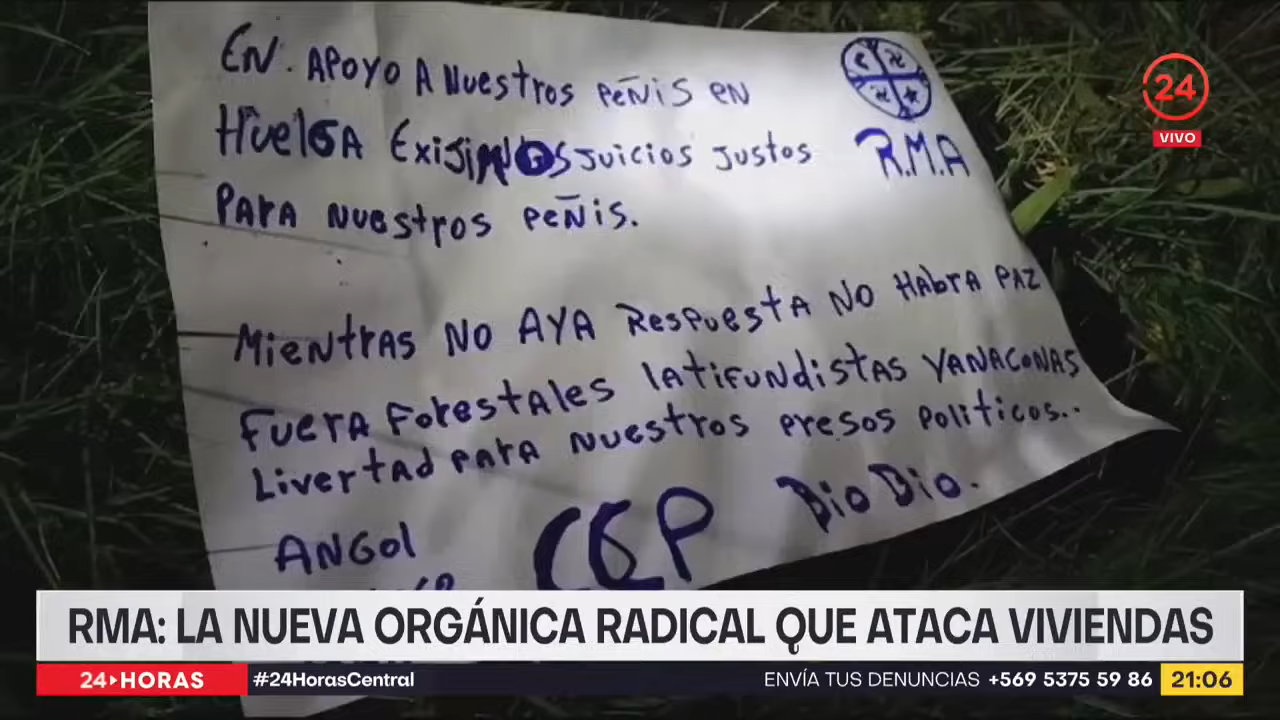 EN. APOYO A NUestros PEÑIS EN
HUELGA EXIJIMOS JUICIOS JUSTOS
R.M.A
PARA NUESTROS PEÑIS.
MIENTRAS NO AYA RESPUESTA NO HABRA PAZ
FUERA FORESTALES LATIFUNDISTAS YANACONAS
LIVERTAD PARA NUESTROS PRESOS POLITICOS..
ANGOL
CCP
BIO BIO.
24
VIVO
RMA: LA NUEVA ORGÁNICA RADICAL QUE ATACA VIVIENDAS
24 HORAS
#24HorasCentral
ENVÍA TUS DENUNCIAS +569 5375 59 86
21:06